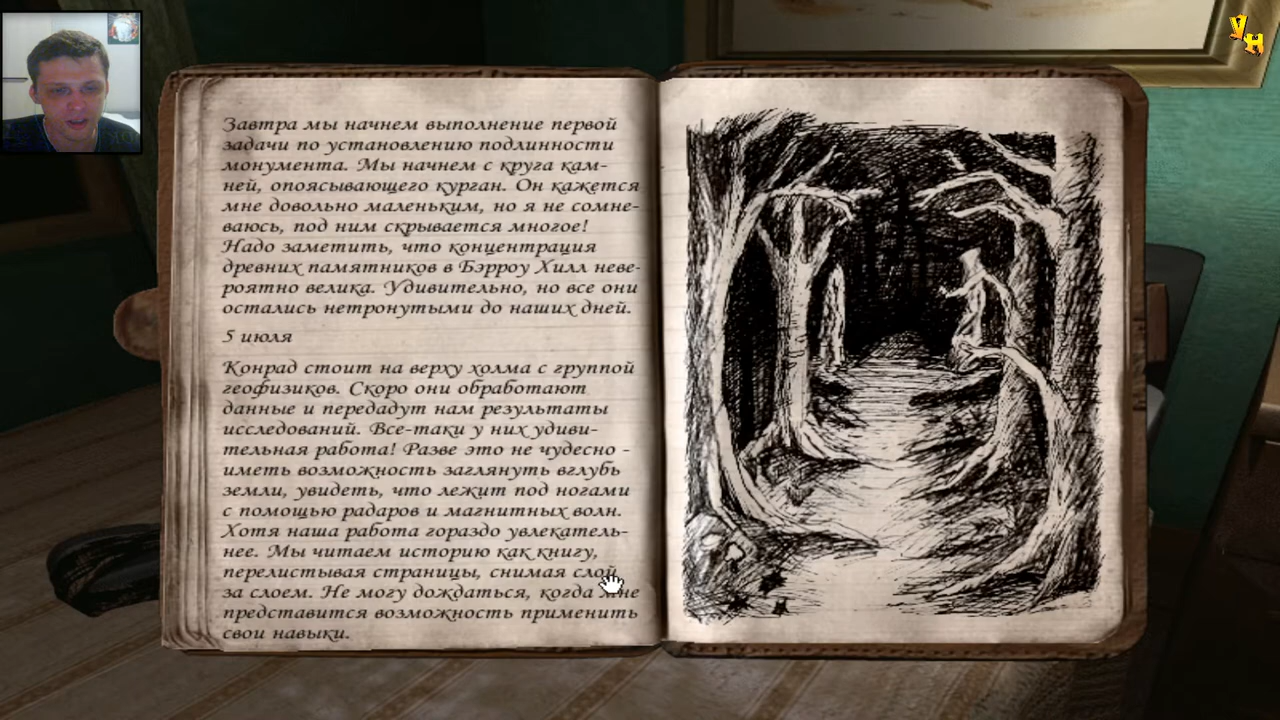 Завтра мы начнем выполнение первой
задачи по установлению подлинности
монумента. Мы начнем с круга кам-
ней, опоясывающего курган. Он кажется
мне довольно маленьким, но я не сомне-
ваюсь, под ним скрывается многое!
Надо заметить, что концентрация
древних памятников в Бэрроу Хилл неве-
роятно велика. Удивительно, но все они
остались нетронутыми до наших дней.
5 июля
Конрад стоит на верху холма с группой
геофизиков. Скоро они обработают
данные и передадут нам результаты
исследований. Все-таки у них удиви-
тельная работа! Разве это не чудесно -
иметь возможность заглянуть вглубь
земли, увидеть, что лежит под ногами
с помощью радаров и магнитных волн.
Хотя наша работа гораздо увлекатель-
нее. Мы читаем историю как книгу,
перелистывая страницы, снимая слой
за слоем. Не могу дождаться, когда мне
представится возможность применить
свои навыки.
УН